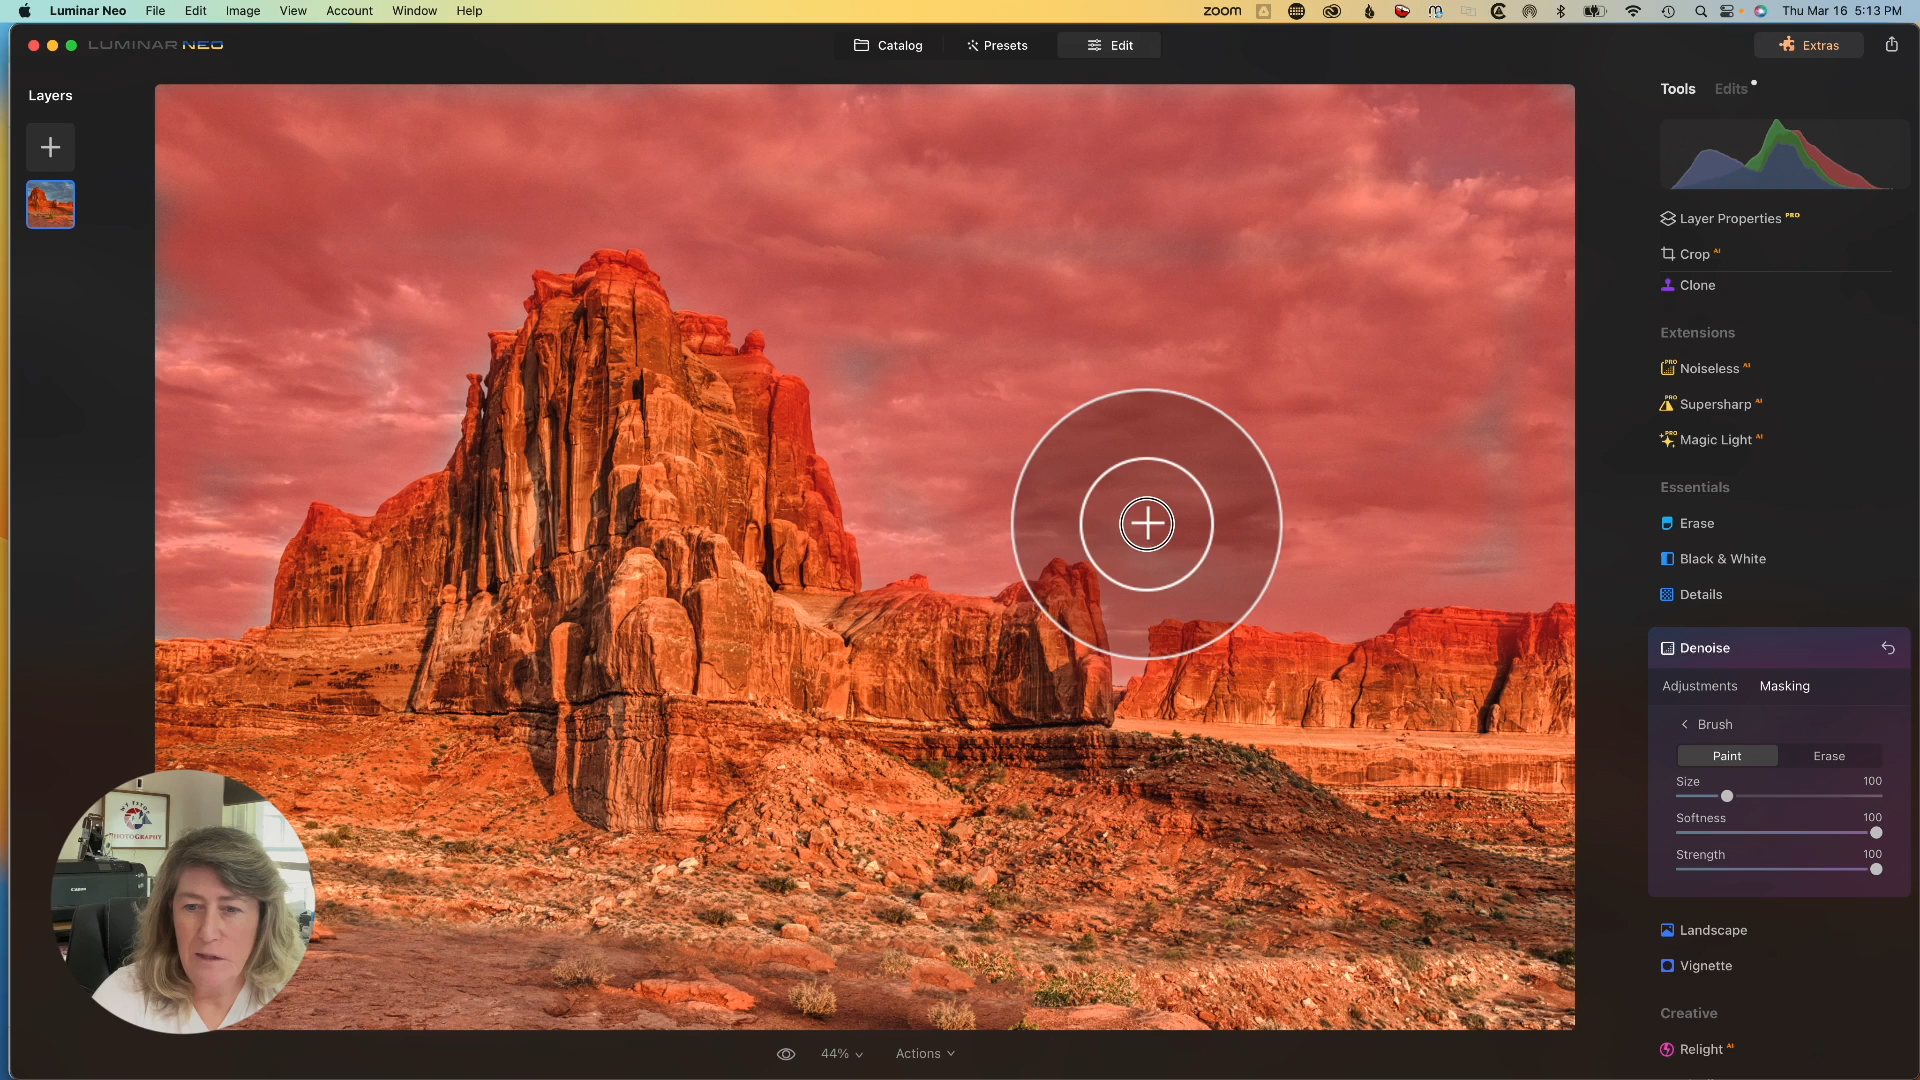 Luminar Neo File Edit Image View Account Window Help zoom Thu Mar 16 5:13 PM
LUMINAR NEO Catalog Presets Edit Extras
Layers
Tools Edits
Layer Properties PRO
Crop AI
Clone
Extensions
PRO Noiseless AI
PRO Supersharp AI
PRO Magic Light AI
Essentials
Erase
Black & White
Details
Denoise
Adjustments Masking
Brush
Paint Erase
Size 100
Softness 100
Strength 100
Landscape
Vignette
Creative
Relight AI
44% Actions